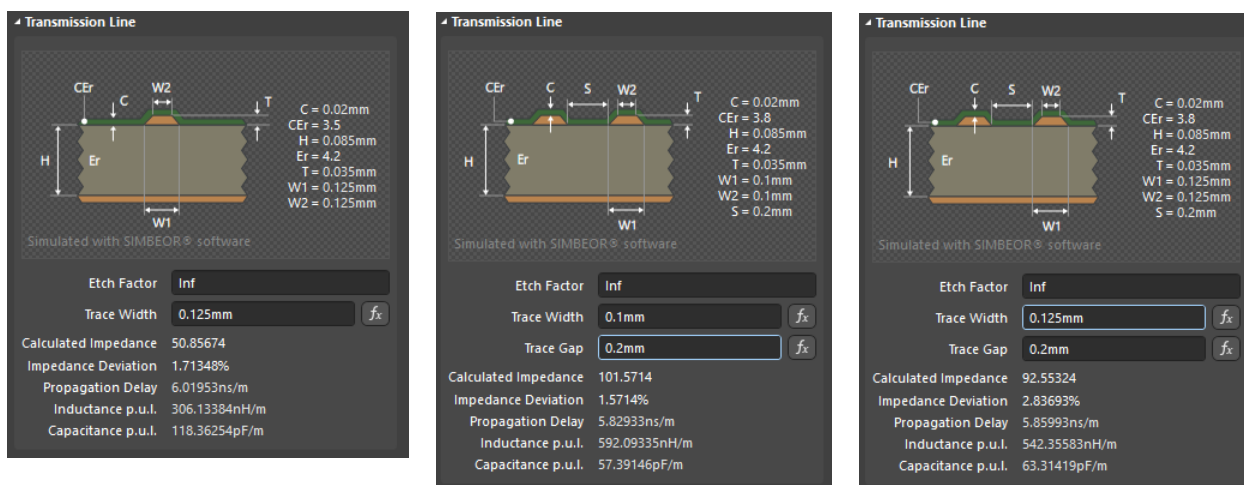 Transmission Line
CEr
C
W2
T
H
Er
W1
C = 0.02mm
CEr = 3.5
H = 0.085mm
Er = 4.2
T = 0.035mm
W1 = 0.125mm
W2 = 0.125mm
Simulated with SIMBEOR® software
Etch Factor Inf
Trace Width 0.125mm fx
Calculated Impedance 50.85674
Impedance Deviation 1.71348%
Propagation Delay 6.01953ns/m
Inductance p.u.l. 306.13384nH/m
Capacitance p.u.l. 118.36254pF/m
Transmission Line
CEr
C
S
W2
T
H
Er
W1
C = 0.02mm
CEr = 3.8
H = 0.085mm
Er = 4.2
T = 0.035mm
W1 = 0.1mm
W2 = 0.1mm
S = 0.2mm
Simulated with SIMBEOR® software
Etch Factor Inf
Trace Width 0.1mm fx
Trace Gap 0.2mm fx
Calculated Impedance 101.5714
Impedance Deviation 1.5714%
Propagation Delay 5.82933ns/m
Inductance p.u.l. 592.09335nH/m
Capacitance p.u.l. 57.39146pF/m
Transmission Line
CEr
C
S
W2
T
H
Er
W1
C = 0.02mm
CEr = 3.8
H = 0.085mm
Er = 4.2
T = 0.035mm
W1 = 0.125mm
W2 = 0.125mm
S = 0.2mm
Simulated with SIMBEOR® software
Etch Factor Inf
Trace Width 0.125mm fx
Trace Gap 0.2mm fx
Calculated Impedance 92.55324
Impedance Deviation 2.83693%
Propagation Delay 5.85993ns/m
Inductance p.u.l. 542.35583nH/m
Capacitance p.u.l. 63.31419pF/m